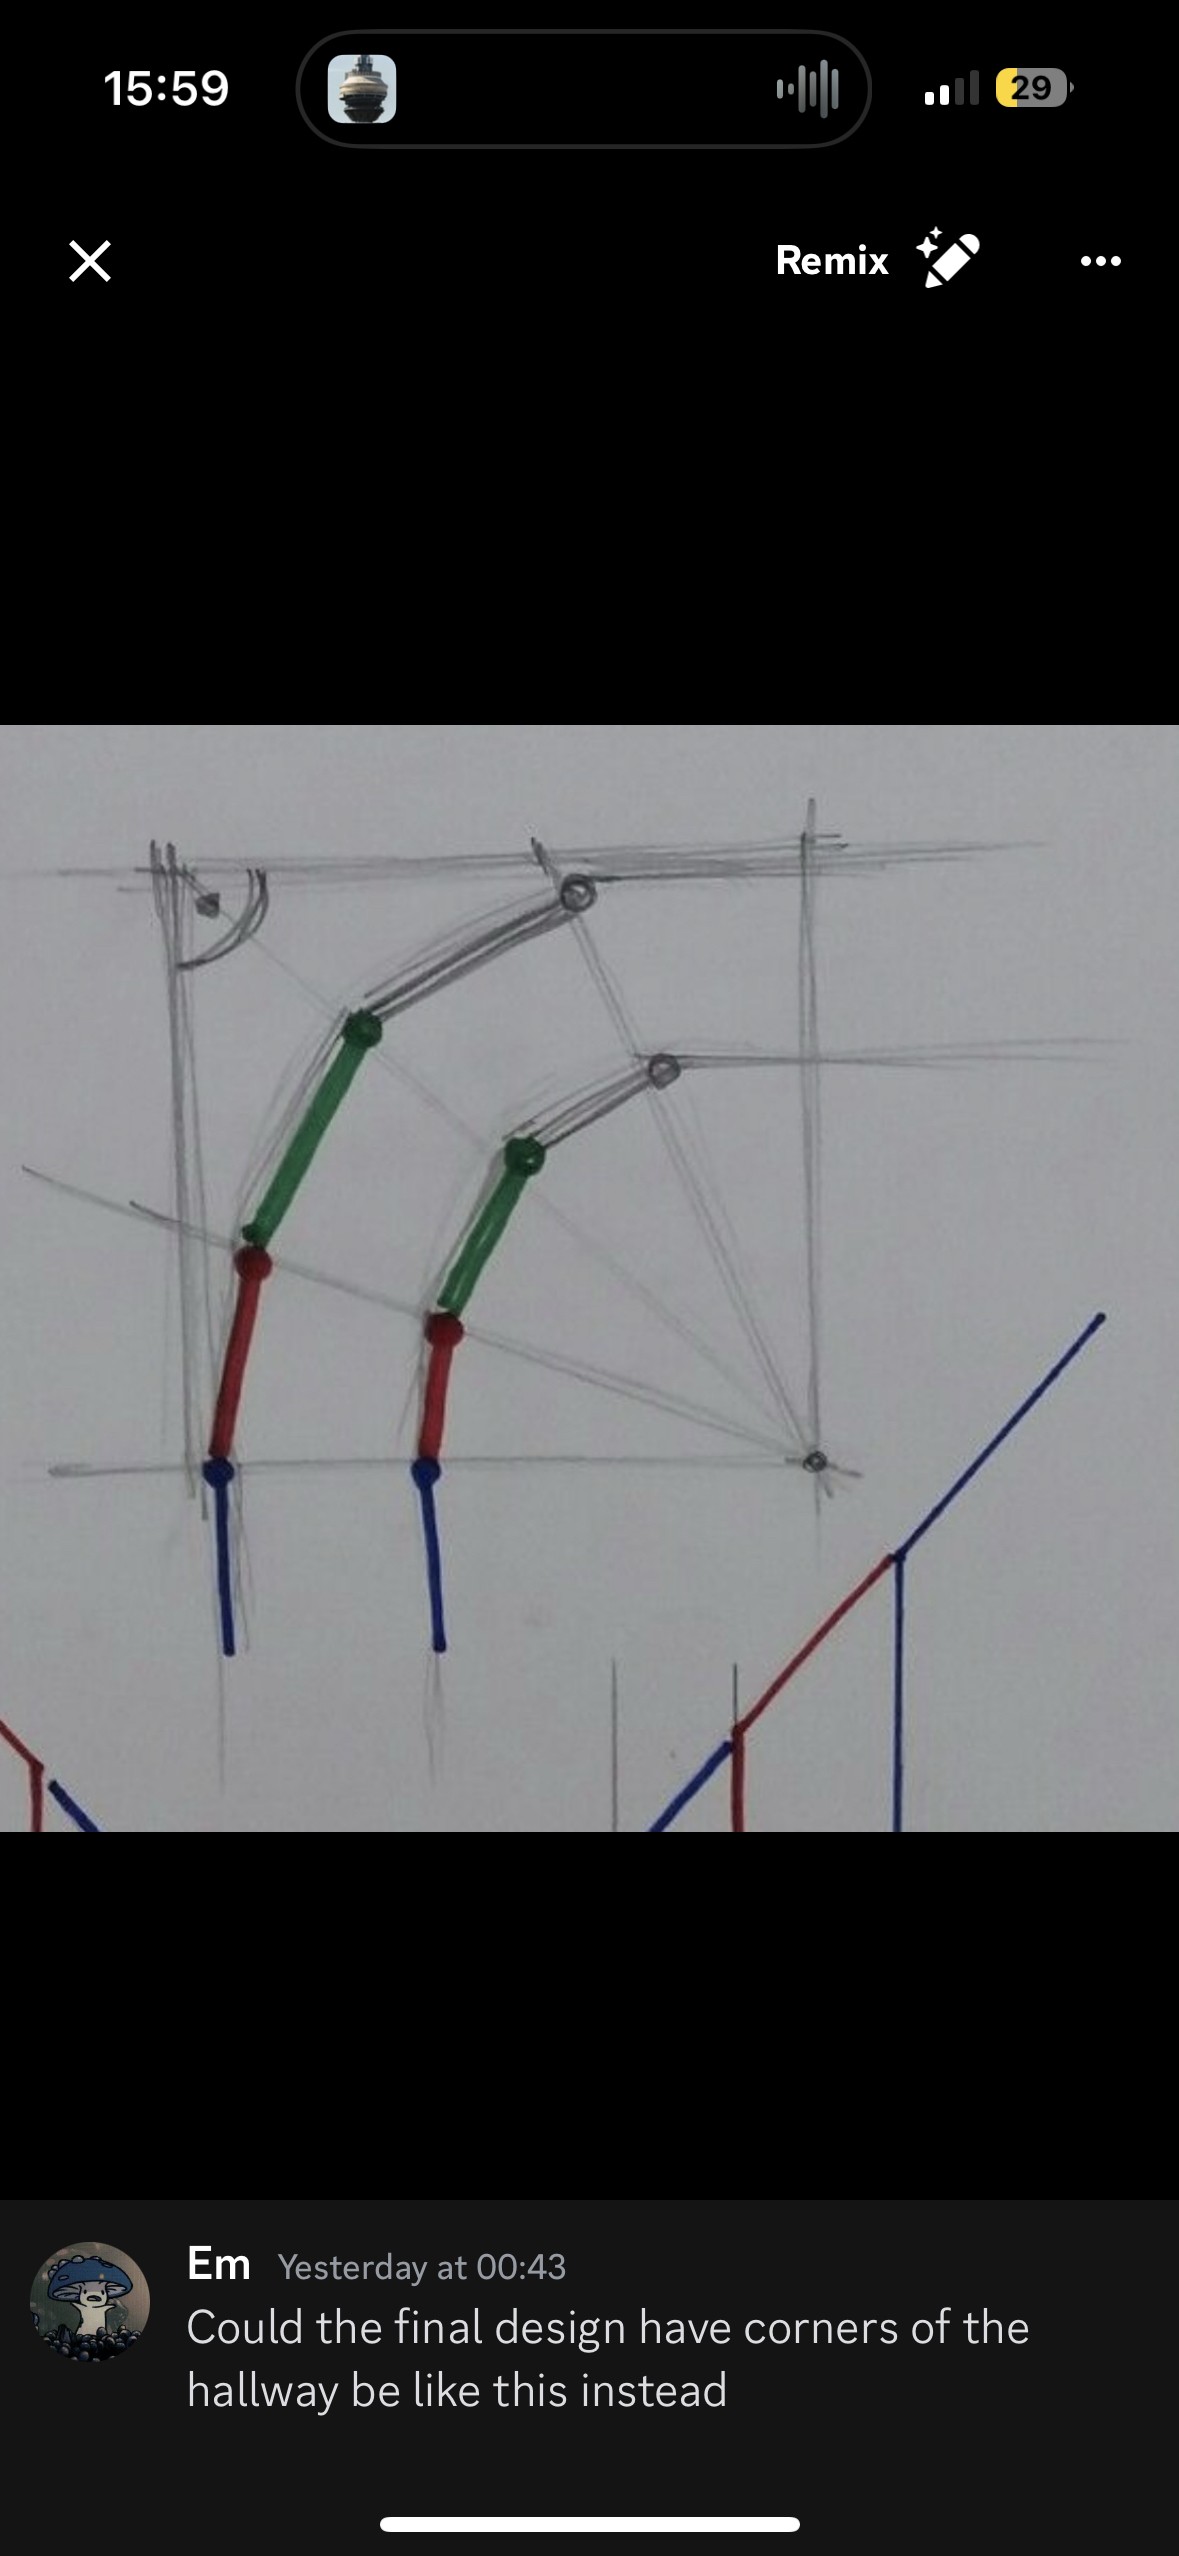 15:59
29
Remix
Em Yesterday at 00:43
Could the final design have corners of the
hallway be like this instead